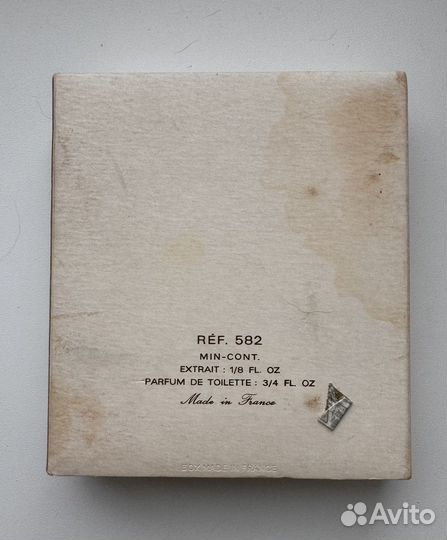 RÉF. 582
MIN-CONT.
EXTRAIT : 1/8 FL. OZ
PARFUM DE TOILETTE : 3/4 FL. OZ
Made in France
BOX MADE IN FRANCE
Avito